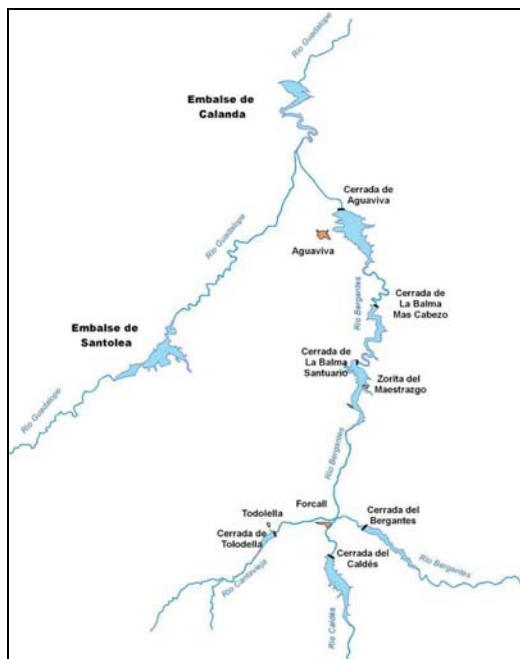 Río Guadalope
Embalse de
Calanda
Cerrada de
Aguaviva
Río Guadalope
Aguaviva
Río Bergantes
Cerrada de
La Balma
Mas Cabezo
Embalse de
Santolea
Cerrada de
La Balma
Santuario
Zorita del
Maestrazgo
Río Guadalope
Río Bergantes
Todolella
Forcall
Cerrada del
Bergantes
Cerrada de
Tolodella
Cerrada del
Caldés
Río Cantavieja
Río Bergantes
Río Caldés